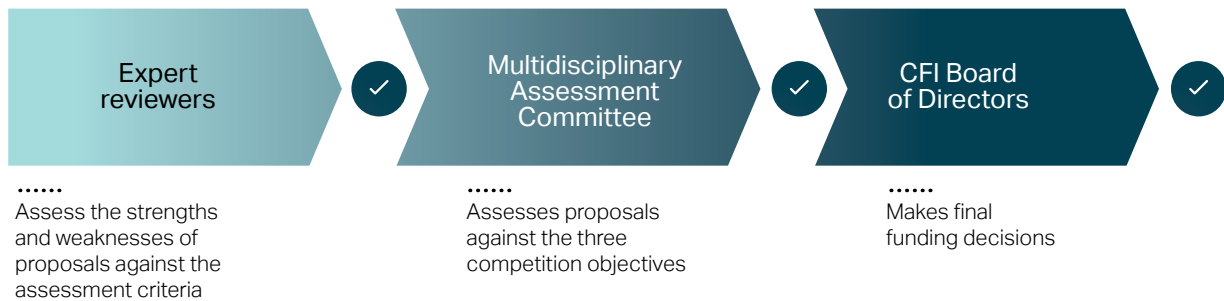 Expert
reviewers
Multidisciplinary
Assessment
Committee
CFI Board
of Directors
......
Assess the strengths
and weaknesses of
proposals against the
assessment criteria
......
Assesses proposals
against the three
competition objectives
......
Makes final
funding decisions